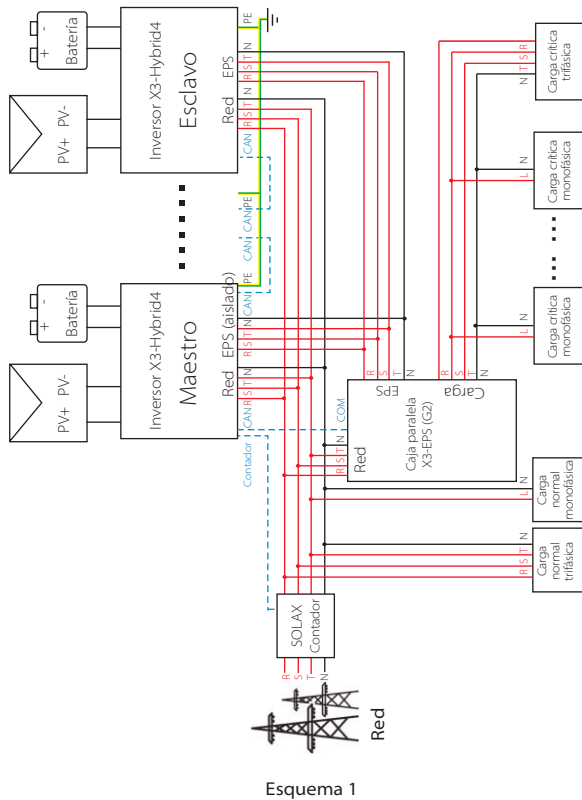 PV+ PV-
+ -
Batería
Inversor X3-Hybrid4
Maestro
Contador
CAN
R S T N
Red
R S T N
EPS (aislado)
CAN
PE
CAN
CAN
PE
PV+ PV-
+ -
Batería
Inversor X3-Hybrid4
Esclavo
CAN
R S T N
Red
R S T N
EPS
PE
COM
R S T N
Red
Caja paralela
X3-EPS (G2)
EPS
R
S
T
N
Carga
R
S
T
N
R
S
T
N
SOLAX
Contador
Red
R S T N
Carga
normal
trifásica
L N
Carga
normal
monofásica
L N
Carga crítica
monofásica
L N
Carga crítica
monofásica
N T S R
Carga crítica
trifásica
Esquema 1